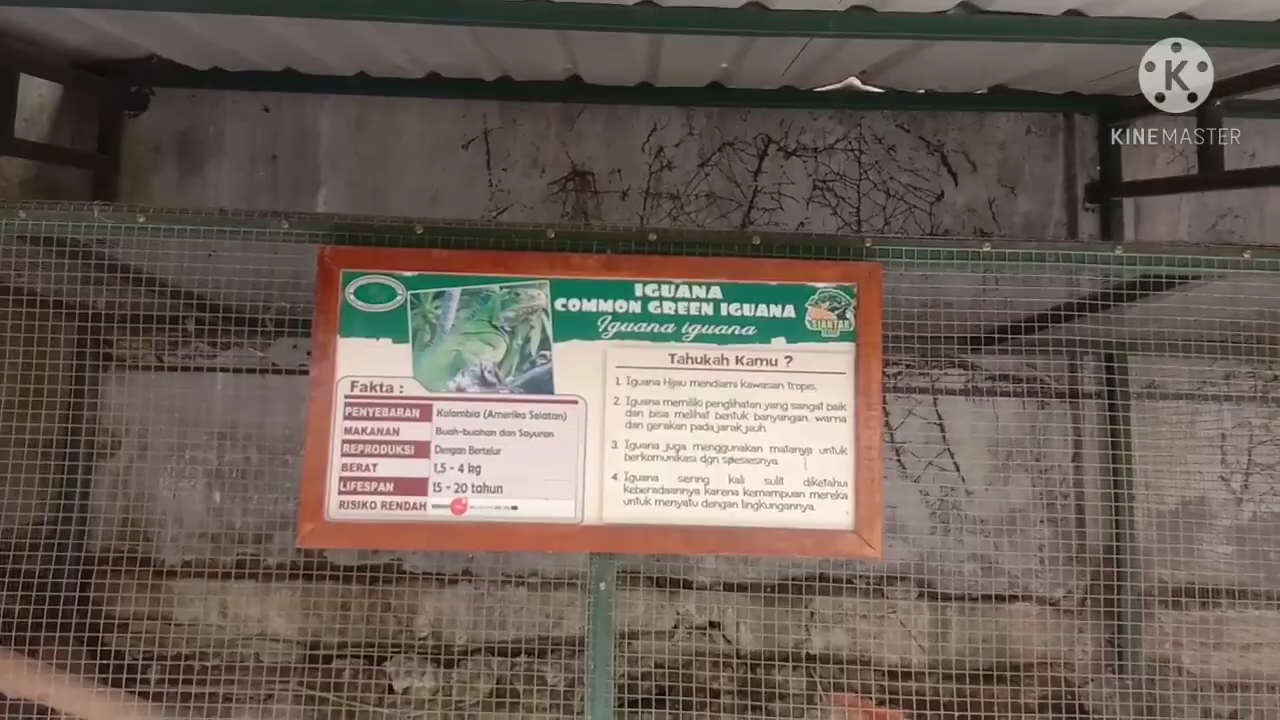 KINEMASTER
IGUANA
COMMON GREEN IGUANA
Iguana iguana
SIANTAR
Fakta :
PENYEBARAN Kolombia (Amerika Selatan)
MAKANAN Buah-buahan dan Sayuran
REPRODUKSI Dengan Bertelur
BERAT 1,5 - 4 kg
LIFESPAN 15 - 20 tahun
RISIKO RENDAH
Tahukah Kamu ?
1. Iguana Hijau mendiami kawasan tropis.
2. Iguana memiliki penglihatan yang sangat baik
dan bisa melihat bentuk bayangan, warna
dan gerakan pada jarak jauh.
3. Iguana juga menggunakan matanya untuk
berkomunikasi dgn spesiesnya.
4. Iguana sering kali sulit diketahui
keberadaannya karena kemampuan mereka
untuk menyatu dengan lingkungannya.